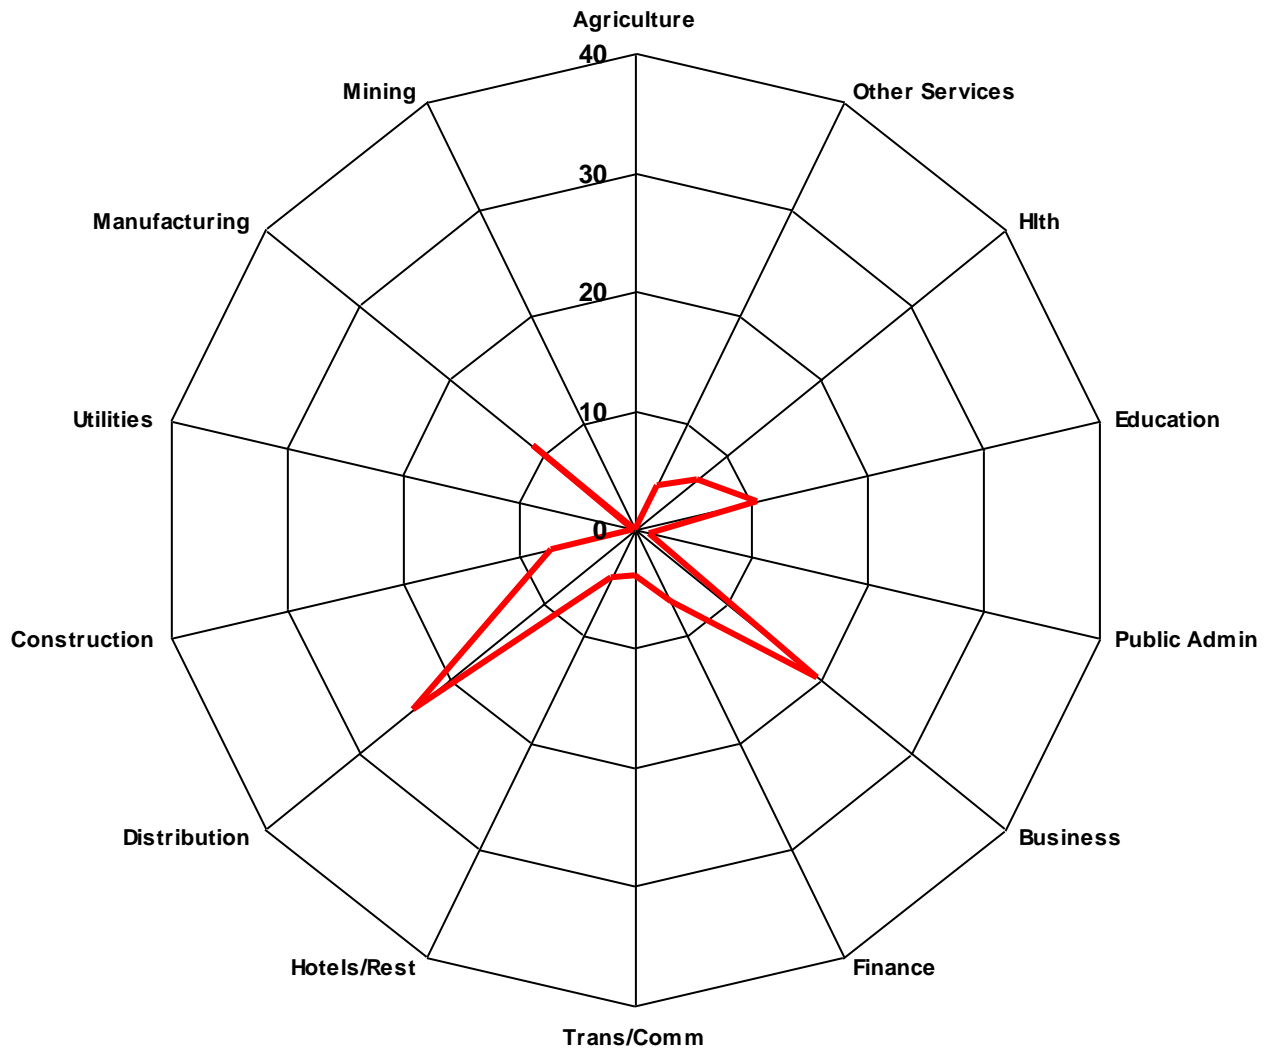 Agriculture
40
Mining
Other Services
30
Manufacturing
Hlth
20
10
Utilities
Education
0
Construction
Public Admin
Distribution
Business
Hotels/Rest
Finance
Trans/Comm